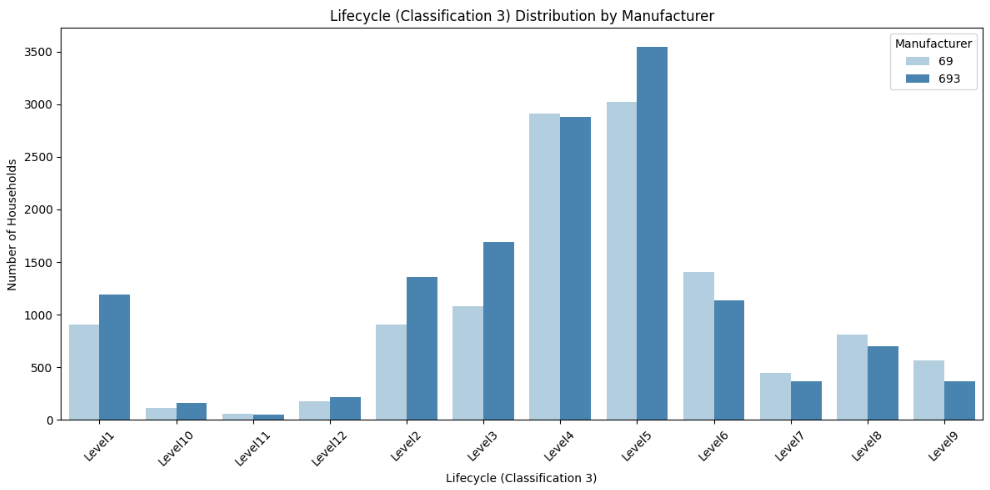 Lifecycle (Classification 3) Distribution by Manufacturer
Manufacturer
69
693
Number of Households
3500
3000
2500
2000
1500
1000
500
0
Level1
Level10
Level11
Level12
Level2
Level3
Level4
Level5
Level6
Level7
Level8
Level9
Lifecycle (Classification 3)